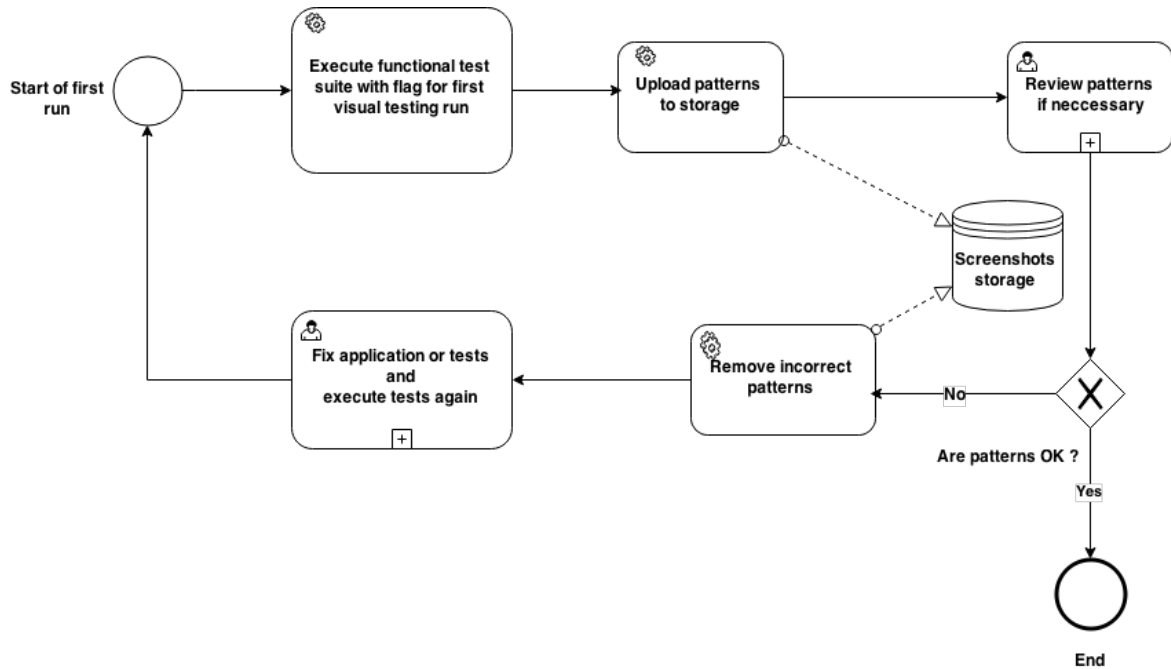 Start of first
run
Execute functional test
suite with flag for first
visual testing run
Upload patterns
to storage
Review patterns
if neccessary
Screenshots
storage
Fix application or tests
and
execute tests again
Remove incorrect
patterns
No
Are patterns OK ?
Yes
End